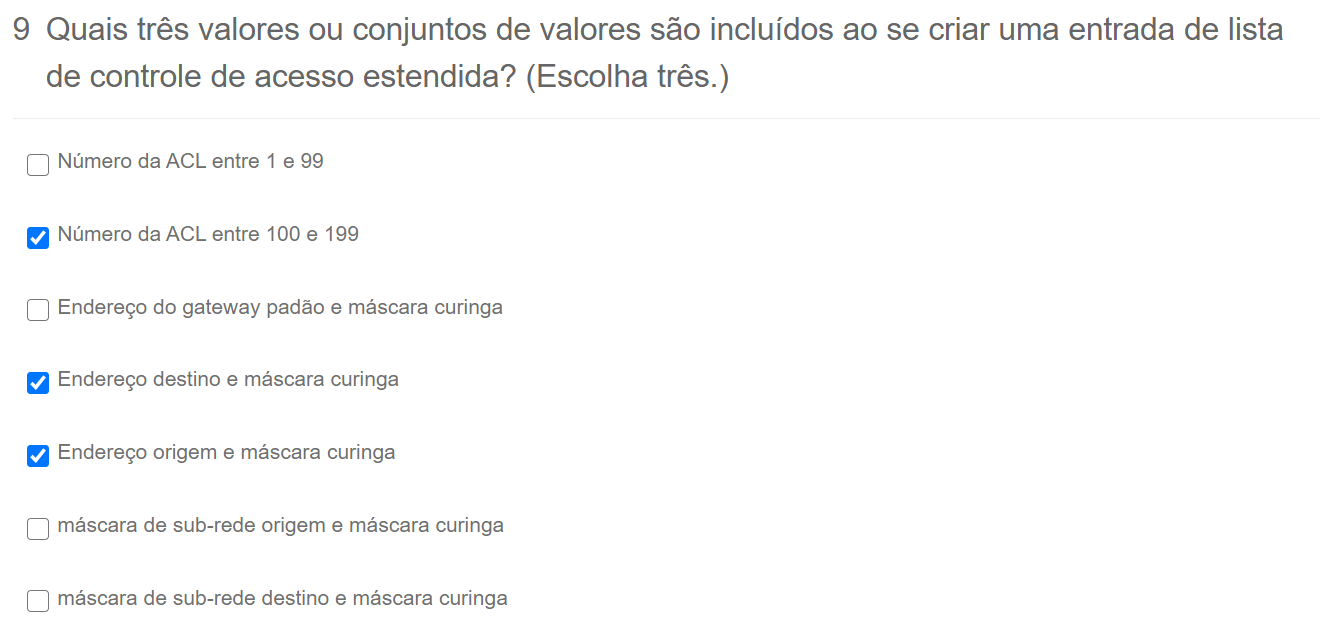 9 Quais três valores ou conjuntos de valores são incluídos ao se criar uma entrada de lista
de controle de acesso estendida? (Escolha três.)
Número da ACL entre 1 e 99
Número da ACL entre 100 e 199
Endereço do gateway padão e máscara curinga
Endereço destino e máscara curinga
Endereço origem e máscara curinga
máscara de sub-rede origem e máscara curinga
máscara de sub-rede destino e máscara curinga